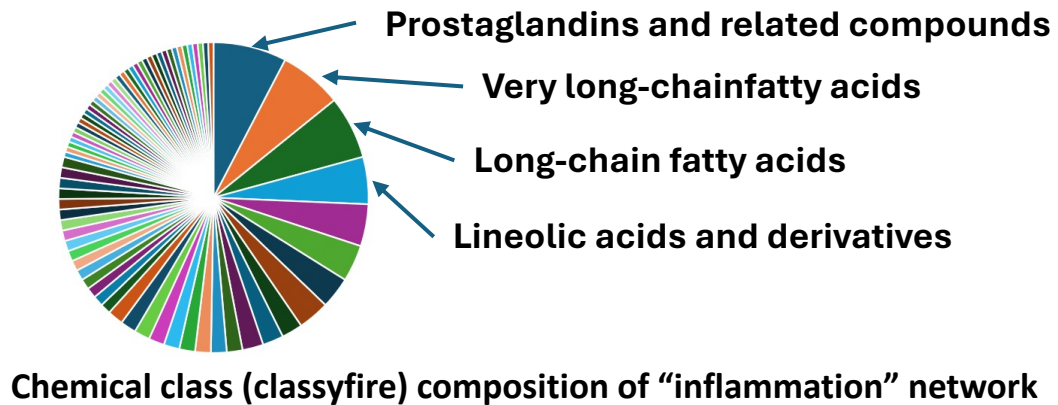 Prostaglandins and related compounds
Very long-chainfatty acids
Long-chain fatty acids
Lineolic acids and derivatives
Chemical class (classyfire) composition of “inflammation” network